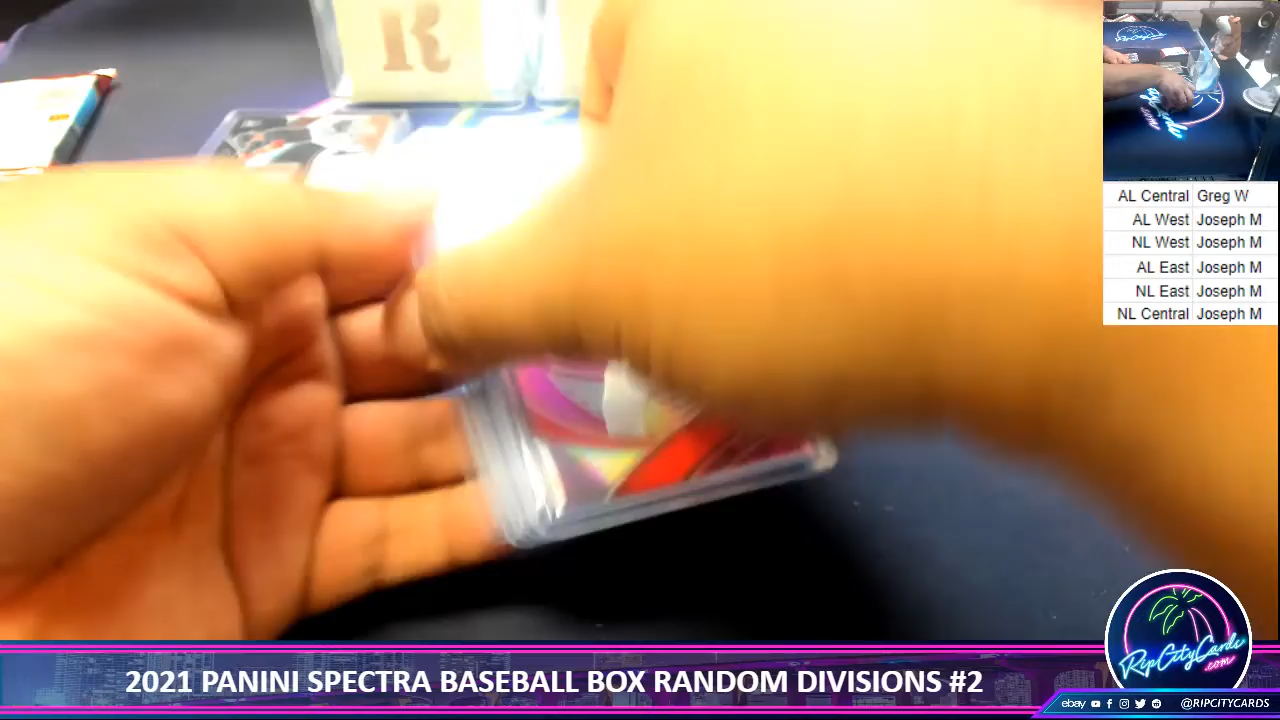 R
AL Central Greg W
AL West Joseph M
NL West Joseph M
AL East Joseph M
NL East Joseph M
NL Central Joseph M
RipCityCards
.com
2021 PANINI SPECTRA BASEBALL BOX RANDOM DIVISIONS #2
ebay @RIPCITYCARDS